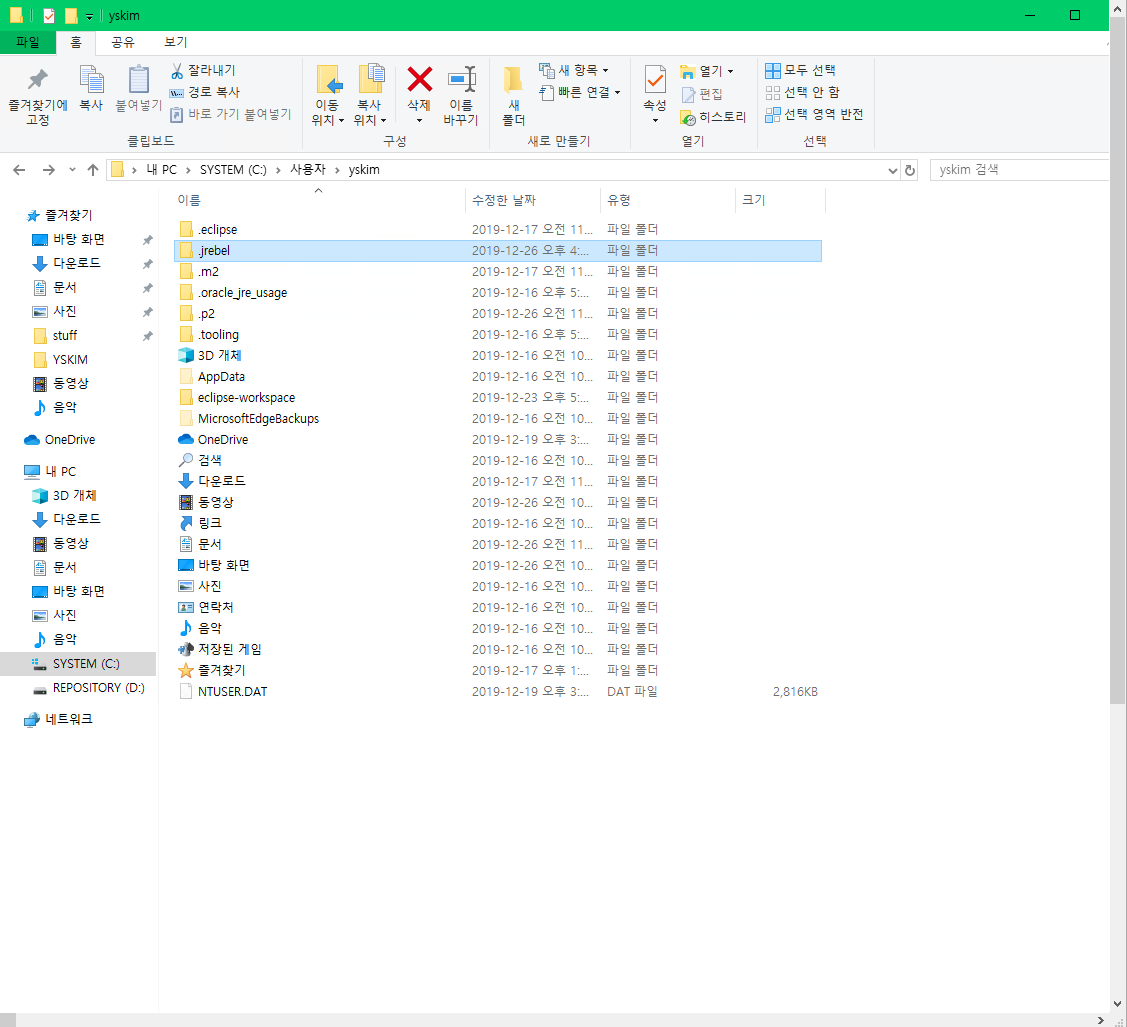 yskim
파일 홈 공유 보기
즐겨찾기에 고정
복사
붙여넣기
잘라내기
경로 복사
바로 가기 붙여넣기
클립보드
이동 위치
복사 위치
삭제
이름 바꾸기
구성
새 폴더
새 항목
빠른 연결
새로 만들기
속성
열기
편집
히스토리
열기
모두 선택
선택 안 함
선택 영역 반전
선택
내 PC > SYSTEM (C:) > 사용자 > yskim
yskim 검색
즐겨찾기
바탕 화면
다운로드
문서
사진
stuff
YSKIM
동영상
음악
OneDrive
내 PC
3D 개체
다운로드
동영상
문서
바탕 화면
사진
음악
SYSTEM (C:)
REPOSITORY (D:)
네트워크
이름 수정한 날짜 유형 크기
.eclipse 2019-12-17 오전 11... 파일 폴더
.jrebel 2019-12-26 오후 4:... 파일 폴더
.m2 2019-12-17 오전 11... 파일 폴더
.oracle_jre_usage 2019-12-16 오후 5:... 파일 폴더
.p2 2019-12-26 오전 11... 파일 폴더
.tooling 2019-12-16 오후 5:... 파일 폴더
3D 개체 2019-12-16 오전 10... 파일 폴더
AppData 2019-12-16 오전 10... 파일 폴더
eclipse-workspace 2019-12-23 오후 5:... 파일 폴더
MicrosoftEdgeBackups 2019-12-16 오전 10... 파일 폴더
OneDrive 2019-12-19 오후 3:... 파일 폴더
검색 2019-12-16 오전 10... 파일 폴더
다운로드 2019-12-17 오전 11... 파일 폴더
동영상 2019-12-26 오전 10... 파일 폴더
링크 2019-12-16 오전 10... 파일 폴더
문서 2019-12-26 오전 11... 파일 폴더
바탕 화면 2019-12-26 오전 10... 파일 폴더
사진 2019-12-16 오전 10... 파일 폴더
연락처 2019-12-16 오전 10... 파일 폴더
음악 2019-12-16 오전 10... 파일 폴더
저장된 게임 2019-12-16 오전 10... 파일 폴더
즐겨찾기 2019-12-17 오후 1:... 파일 폴더
NTUSER.DAT 2019-12-19 오후 3:... DAT 파일 2,816KB